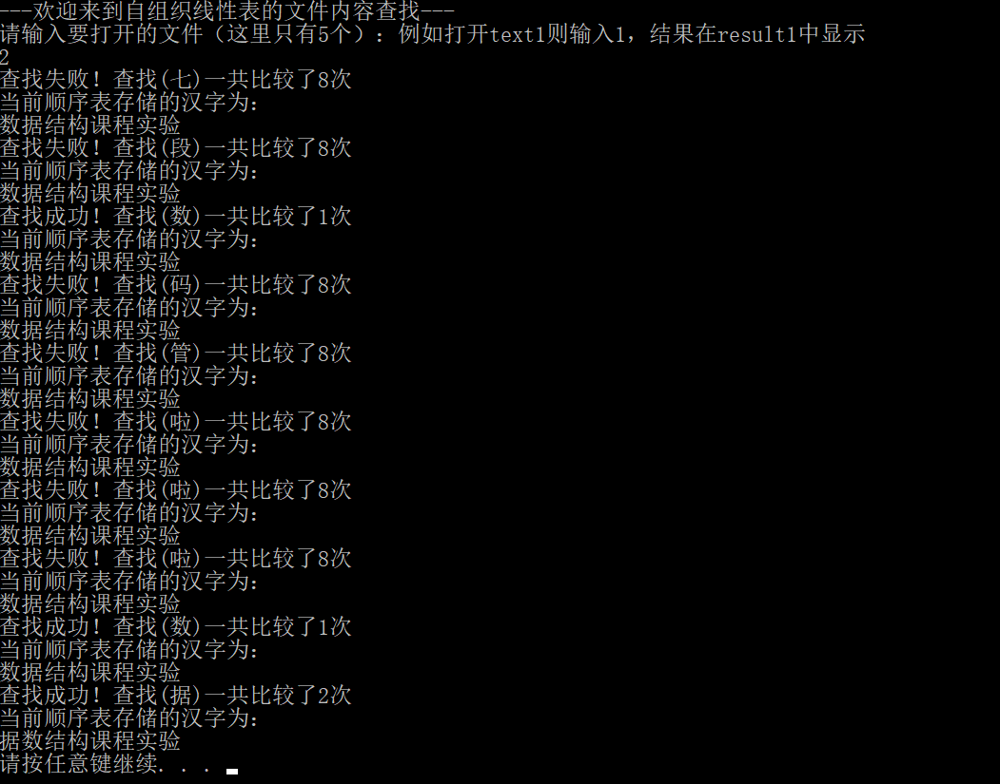 ---欢迎来到自组织线性表的文件内容查找---
请输入要打开的文件（这里只有5个）：例如打开text1则输入1，结果在result1中显示
2
查找失败！查找(七)一共比较了8次
当前顺序表存储的汉字为：
数据结构课程实验
查找失败！查找(段)一共比较了8次
当前顺序表存储的汉字为：
数据结构课程实验
查找成功！查找(数)一共比较了1次
当前顺序表存储的汉字为：
数据结构课程实验
查找失败！查找(码)一共比较了8次
当前顺序表存储的汉字为：
数据结构课程实验
查找失败！查找(管)一共比较了8次
当前顺序表存储的汉字为：
数据结构课程实验
查找失败！查找(啦)一共比较了8次
当前顺序表存储的汉字为：
数据结构课程实验
查找失败！查找(啦)一共比较了8次
当前顺序表存储的汉字为：
数据结构课程实验
查找失败！查找(啦)一共比较了8次
当前顺序表存储的汉字为：
数据结构课程实验
查找成功！查找(数)一共比较了1次
当前顺序表存储的汉字为：
数据结构课程实验
查找成功！查找(据)一共比较了2次
当前顺序表存储的汉字为：
据数结构课程实验
请按任意键继续. . .